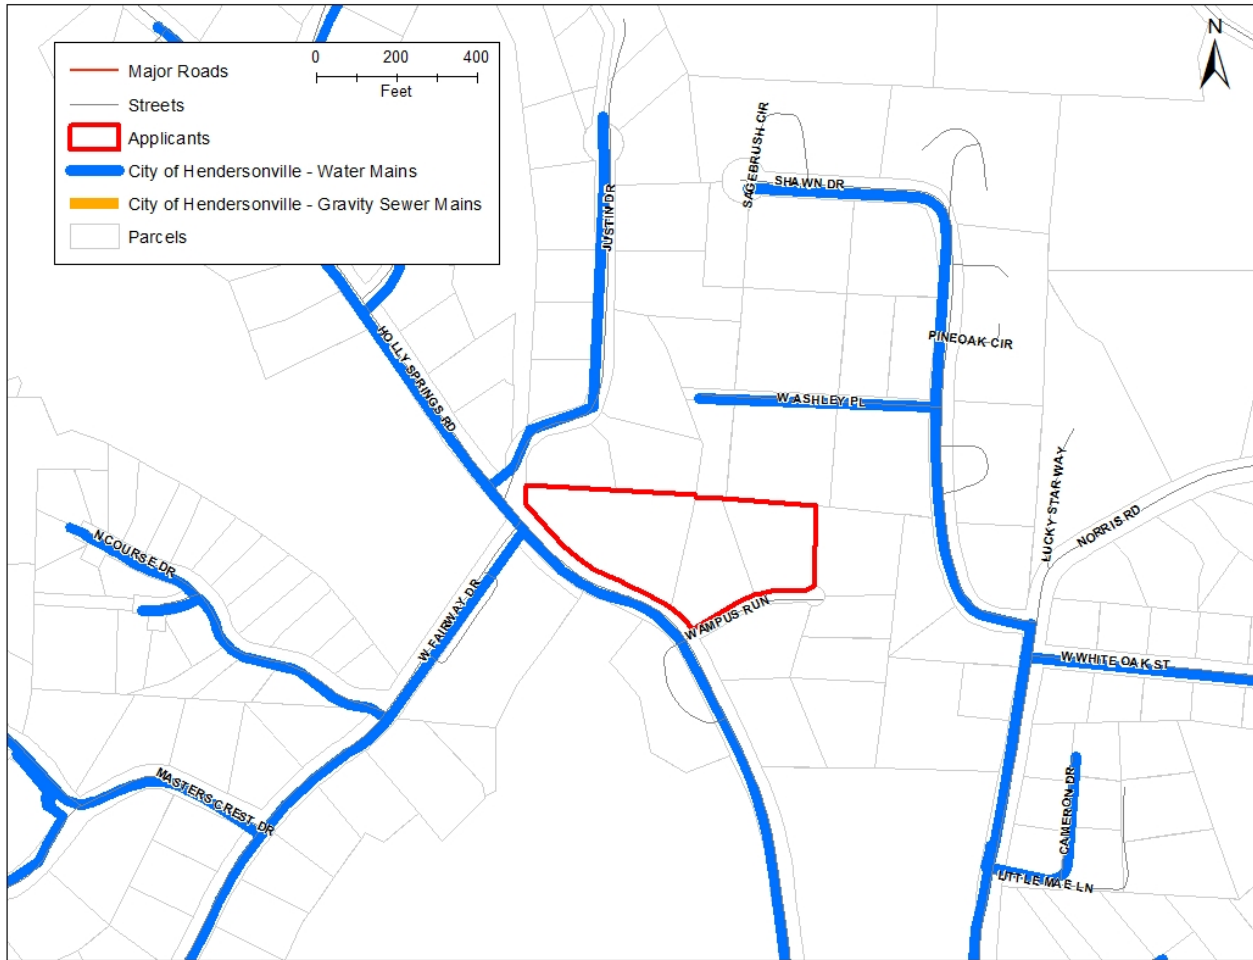 N
0 200 400
Feet
Major Roads
Streets
Applicants
City of Hendersonville - Water Mains
City of Hendersonville - Gravity Sewer Mains
Parcels
SAGEBRUSH CIR
SHAWN DR
JUSTIN DR
HOLLY SPRINGS RD
PINEOAK CIR
W ASHLEY PL
LUCKY STAR WAY
NORRIS RD
N COURSE DR
W FAIRWAY DR
WAMPUS RUN
W WHITE OAK ST
MASTERS CREST DR
CAMERON DR
LITTLE MAE LN